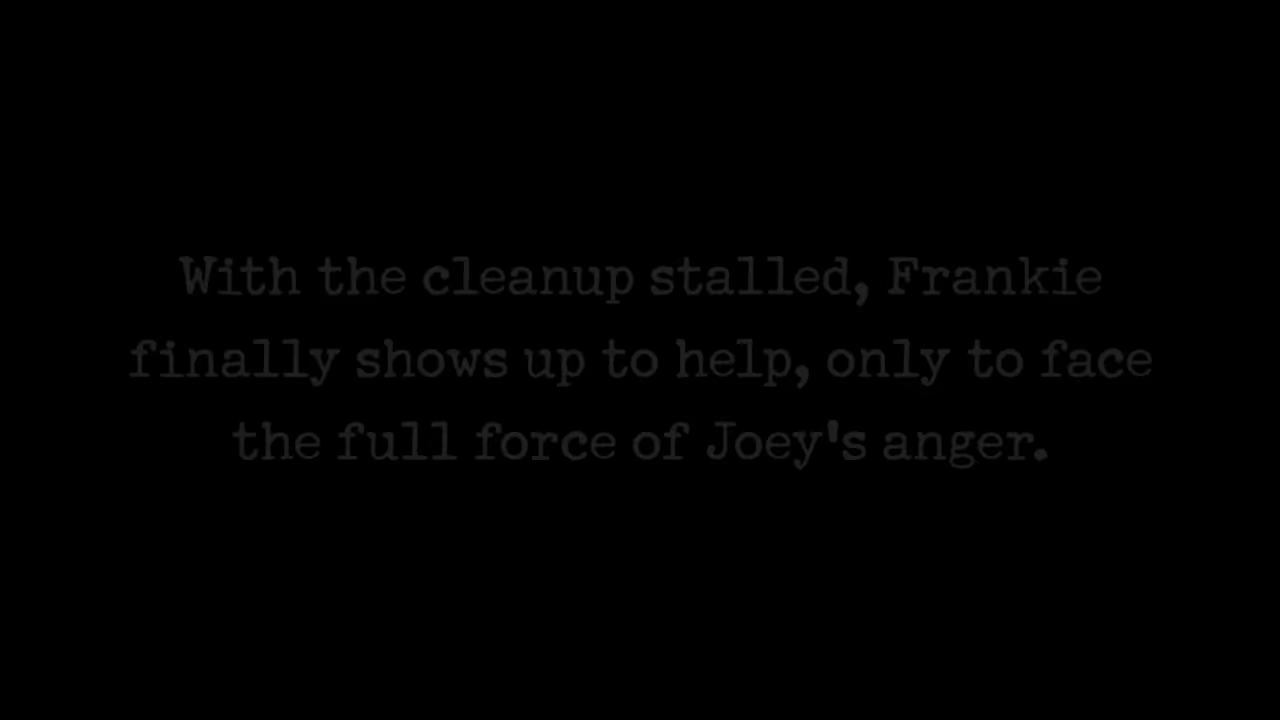 With the cleanup stalled, Frankie
finally shows up to help, only to face
the full force of Joey's anger.